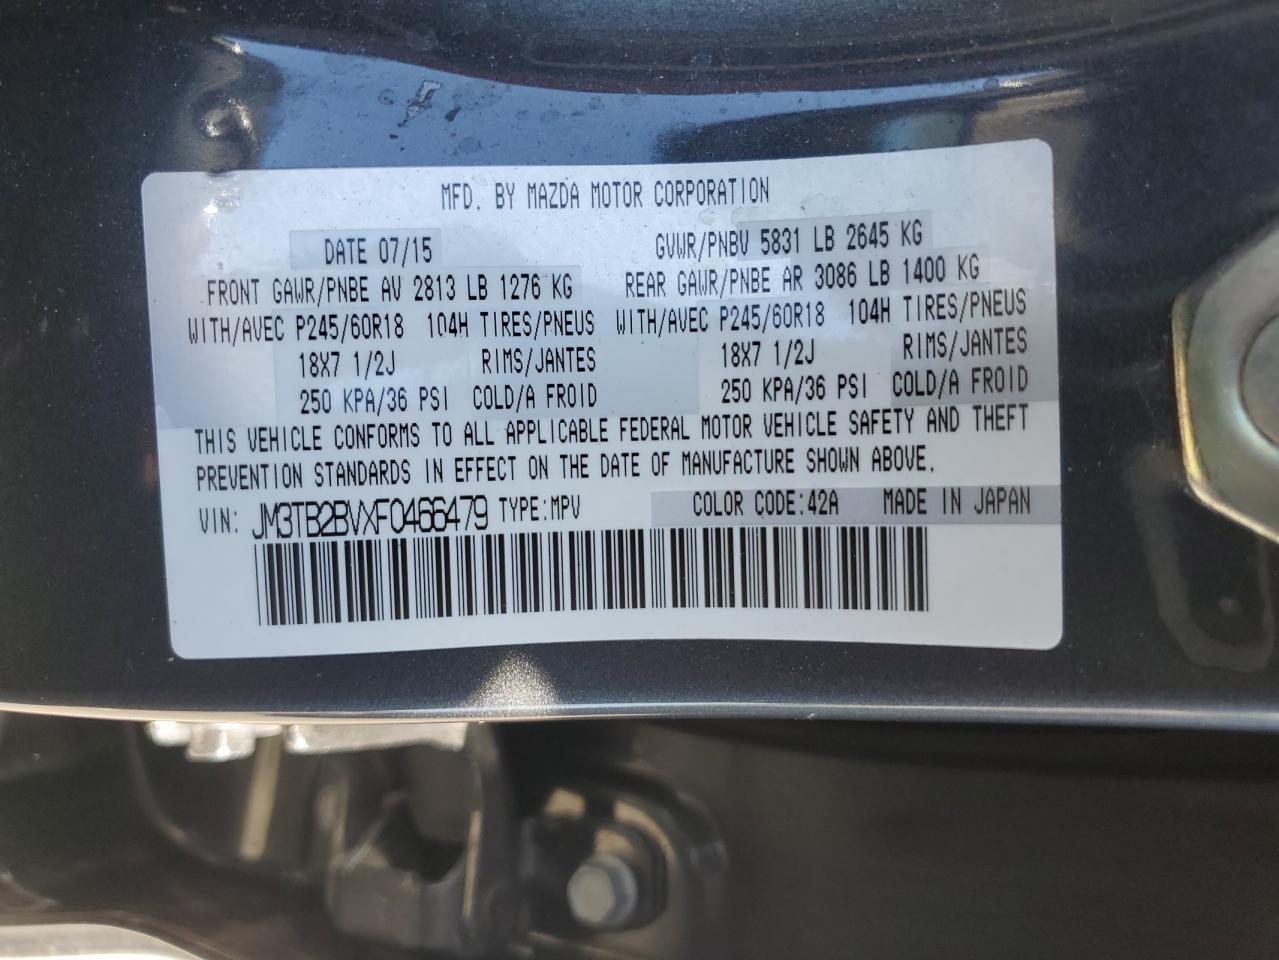 MFD. BY MAZDA MOTOR CORPORATION
DATE 07/15 GVWR/PNBV 5831 LB 2645 KG
FRONT GAWR/PNBE AV 2813 LB 1276 KG REAR GAWR/PNBE AR 3086 LB 1400 KG
WITH/AVEC P245/60R18 104H TIRES/PNEUS WITH/AVEC P245/60R18 104H TIRES/PNEUS
18X7 1/2J RIMS/JANTES 18X7 1/2J RIMS/JANTES
250 KPA/36 PSI COLD/A FROID 250 KPA/36 PSI COLD/A FROID
THIS VEHICLE CONFORMS TO ALL APPLICABLE FEDERAL MOTOR VEHICLE SAFETY AND THEFT
PREVENTION STANDARDS IN EFFECT ON THE DATE OF MANUFACTURE SHOWN ABOVE.
VIN: JM3TB2BVXF0466479 TYPE:MPV COLOR CODE:42A MADE IN JAPAN